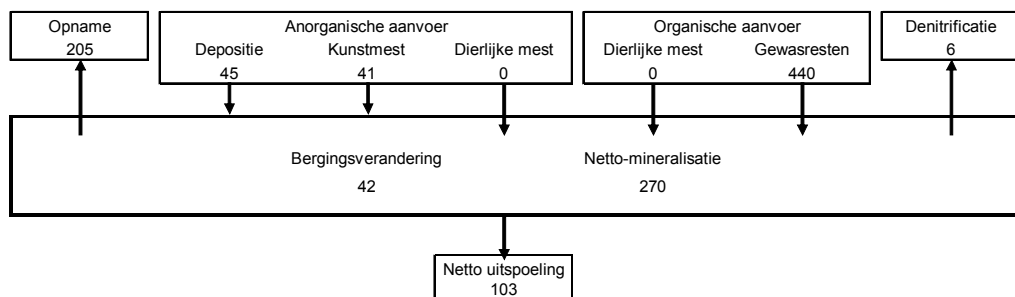 Opname
205
Anorganische aanvoer
Depositie Kunstmest Dierlijke mest
45 41 0
Organische aanvoer
Dierlijke mest Gewasresten
0 440
Denitrificatie
6
Bergingsverandering Netto-mineralisatie
42 270
Netto uitspoeling
103